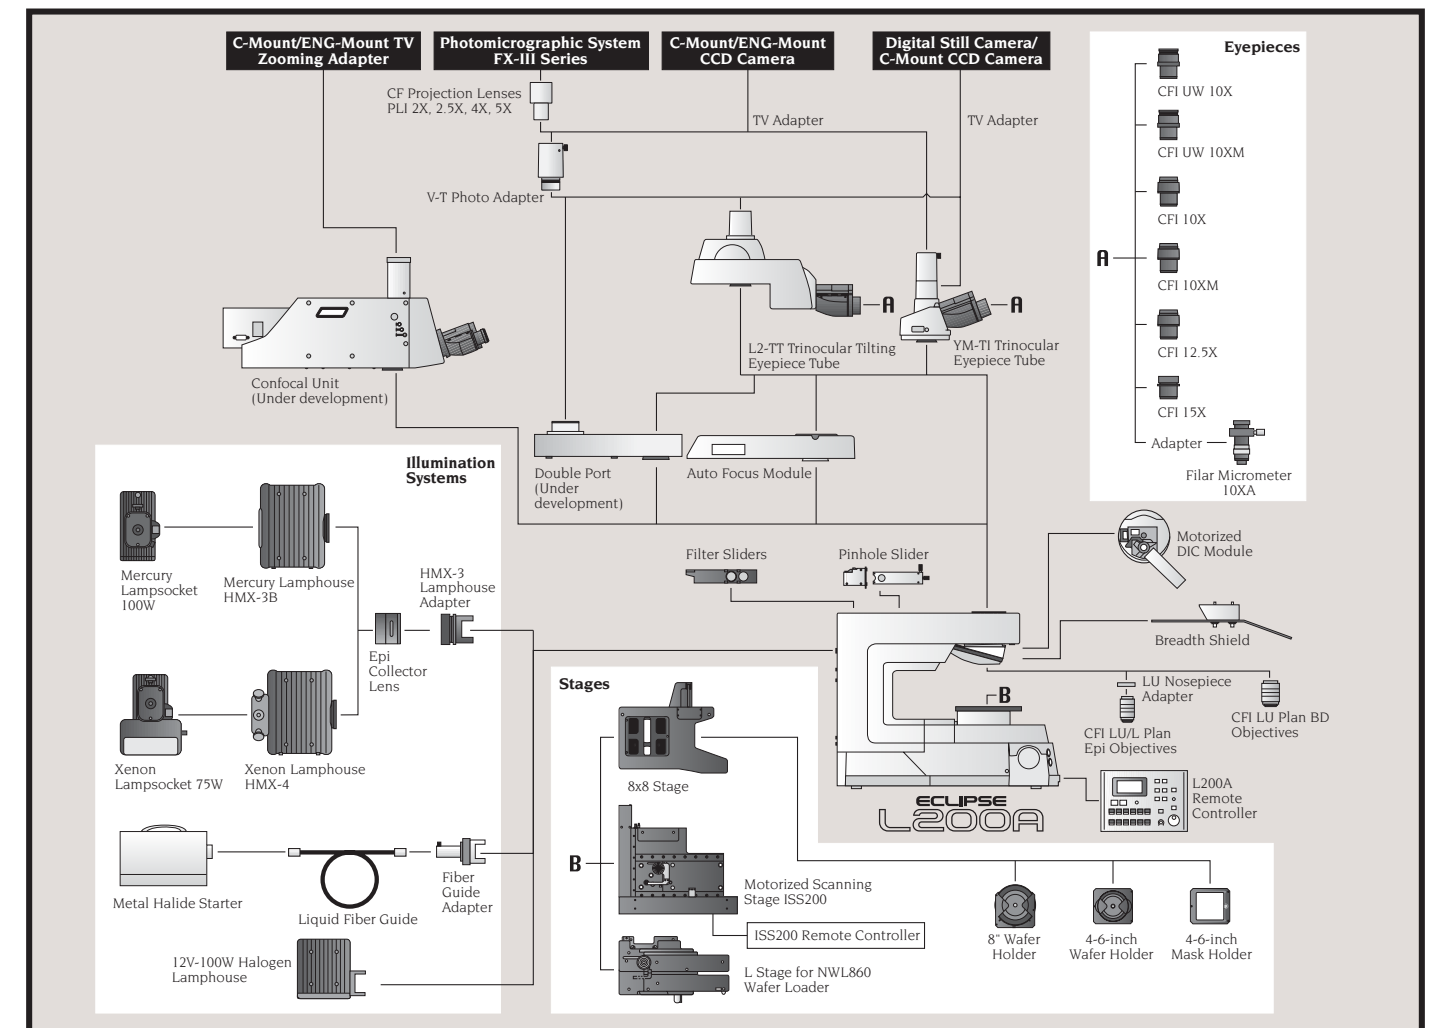 C-Mount/ENG-Mount TV
Zooming Adapter
Photomicrographic System
FX-III Series
C-Mount/ENG-Mount
CCD Camera
Digital Still Camera/
C-Mount CCD Camera
CF Projection Lenses
PLI 2X, 2.5X, 4X, 5X
TV Adapter
TV Adapter
V-T Photo Adapter
A
A
L2-TT Trinocular Tilting
Eyepiece Tube
YM-TI Trinocular
Eyepiece Tube
Confocal Unit
(Under development)
Double Port
(Under
development)
Auto Focus Module
Eyepieces
CFI UW 10X
CFI UW 10XM
CFI 10X
A
CFI 10XM
CFI 12.5X
CFI 15X
Adapter
Filar Micrometer
10XA
Illumination
Systems
Mercury
Lampsocket
100W
Mercury Lamphouse
HMX-3B
HMX-3
Lamphouse
Adapter
Epi
Collector
Lens
Xenon
Lampsocket 75W
Xenon Lamphouse
HMX-4
Metal Halide Starter
Liquid Fiber Guide
Fiber
Guide
Adapter
12V-100W Halogen
Lamphouse
Filter Sliders
Pinhole Slider
Motorized
DIC Module
Breadth Shield
LU Nosepiece
Adapter
CFI LU/L Plan
Epi Objectives
CFI LU Plan BD
Objectives
B
ECLIPSE
L200A
L200A
Remote
Controller
Stages
8x8 Stage
B
Motorized Scanning
Stage ISS200
ISS200 Remote Controller
L Stage for NWL860
Wafer Loader
8" Wafer
Holder
4-6-inch
Wafer Holder
4-6-inch
Mask Holder